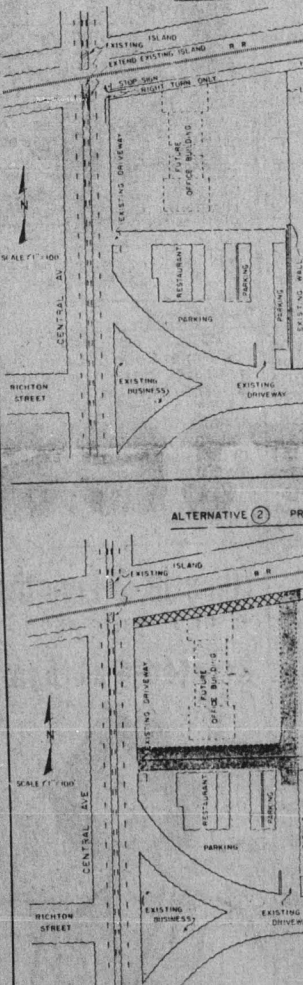 EXISTING ISLAND
EXTEND EXISTING ISLAND
R R
STOP SIGN
RIGHT TURN ONLY
EXISTING DRIVEWAY
FUTURE
OFFICE BUILDING
N
SCALE 1"=100'
CENTRAL AV.
RESTAURANT
PARKING
PARKING
EXISTING WALL
PARKING
RICHTON
STREET
EXISTING
BUSINESS
EXISTING
DRIVEWAY
ALTERNATIVE 2 PR
EXISTING ISLAND
R R
EXISTING DRIVEWAY
FUTURE
OFFICE BUILDING
N
SCALE 1"=100'
CENTRAL AVE
RESTAURANT
PARKING
PARKING
RICHTON
STREET
EXISTING
BUSINESS
EXISTING
DRIVEW